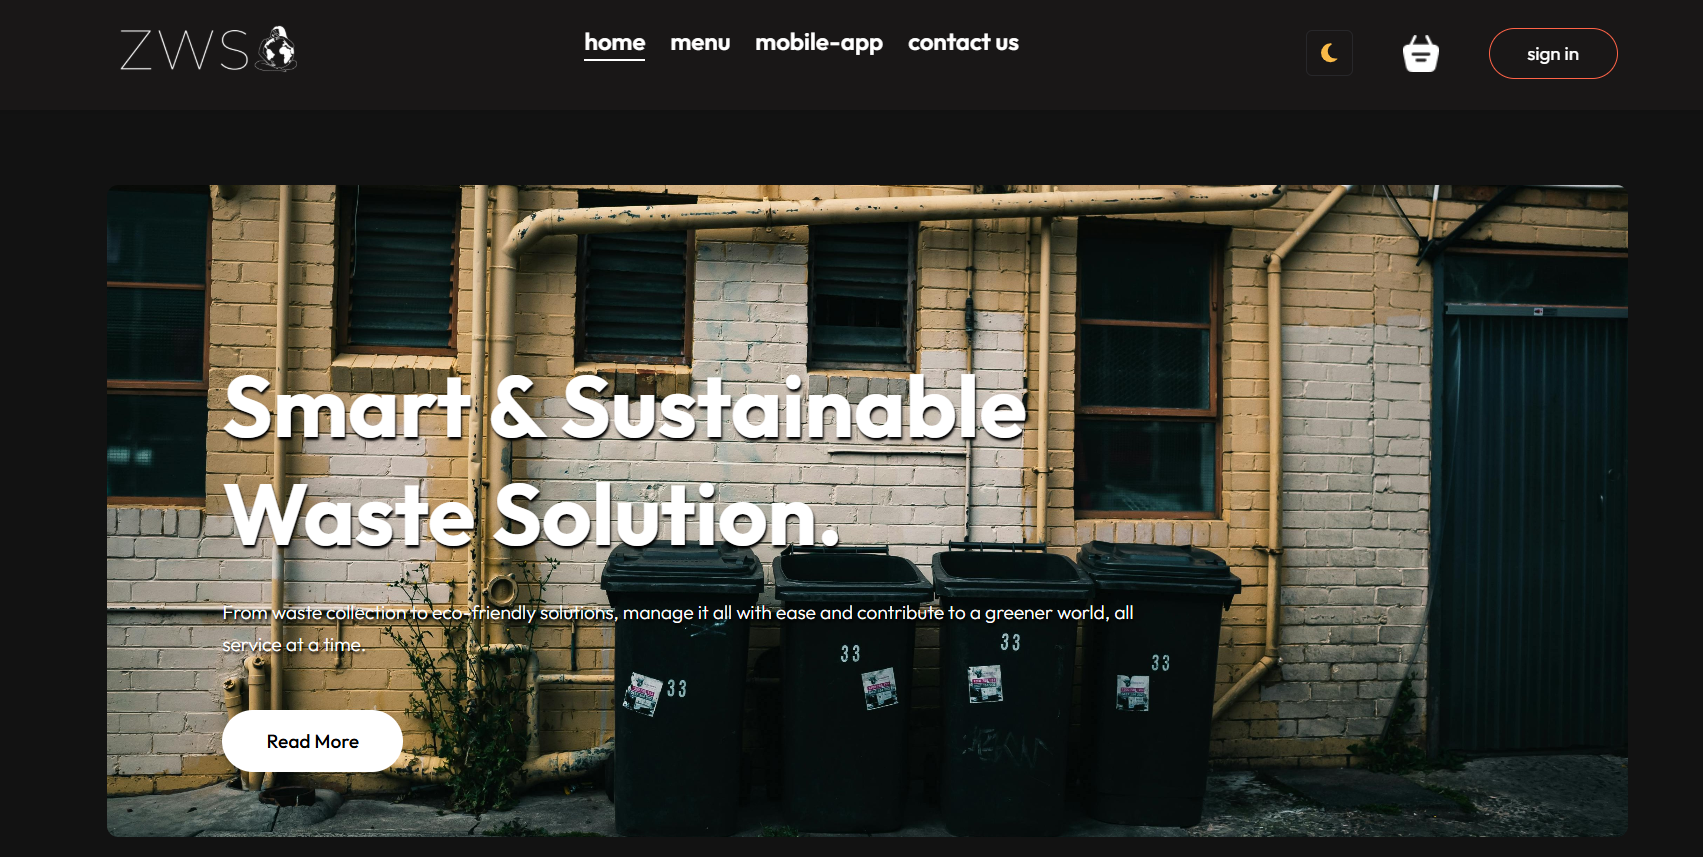 ZWS
home menu mobile-app contact us
sign in
Smart & Sustainable
Waste Solution.
From waste collection to eco-friendly solutions, manage it all with ease and contribute to a greener world, all
service at a time.
Read More
33
33
33
33